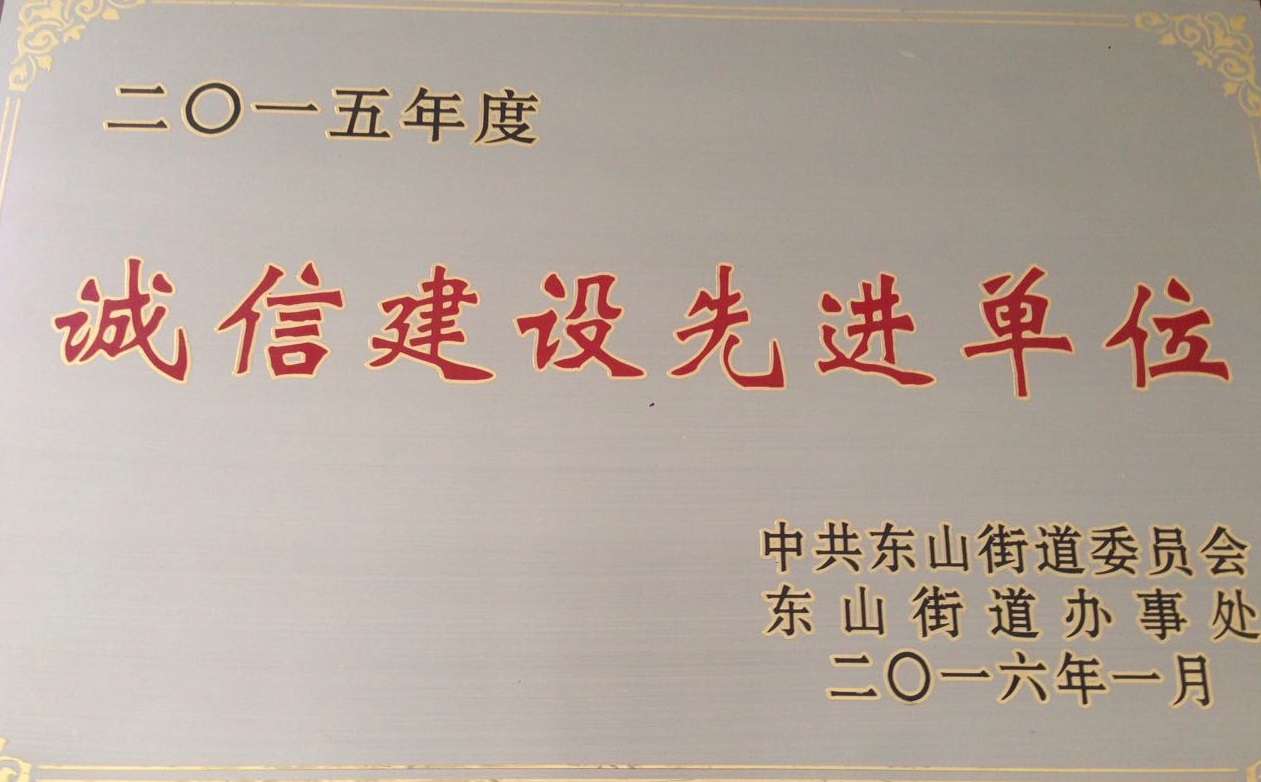 二〇一五年度
诚信建设先进单位
中共东山街道委员会
东山街道办事处
二〇一六年一月